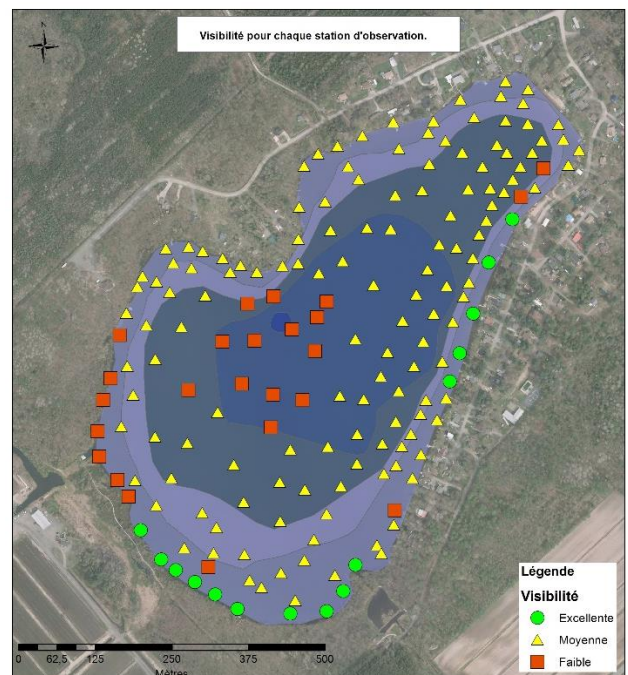 Visibilité pour chaque station d'observation.
N
Légende
Visibilité
Excellente
Moyenne
Faible
0 62,5 125 250 375 500
Mètres